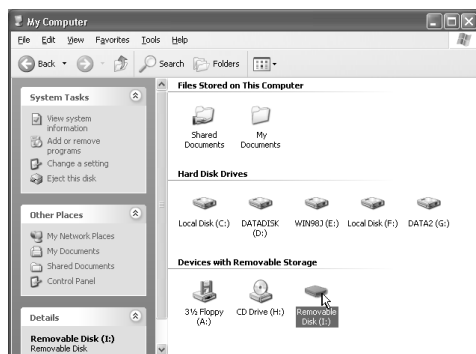 My Computer
File Edit View Favorites Tools Help
Back Search Folders
System Tasks
View system
information
Add or remove
programs
Change a setting
Eject this disk
Other Places
My Network Places
My Documents
Shared Documents
Control Panel
Details
Removable Disk (I:)
Removable Disk
Files Stored on This Computer
Shared
Documents
My
Documents
Hard Disk Drives
Local Disk (C:)
DATADISK
(D:)
WIN98J (E:)
Local Disk (F:)
DATA2 (G:)
Devices with Removable Storage
3½ Floppy
(A:)
CD Drive (H:)
Removable
Disk (I:)